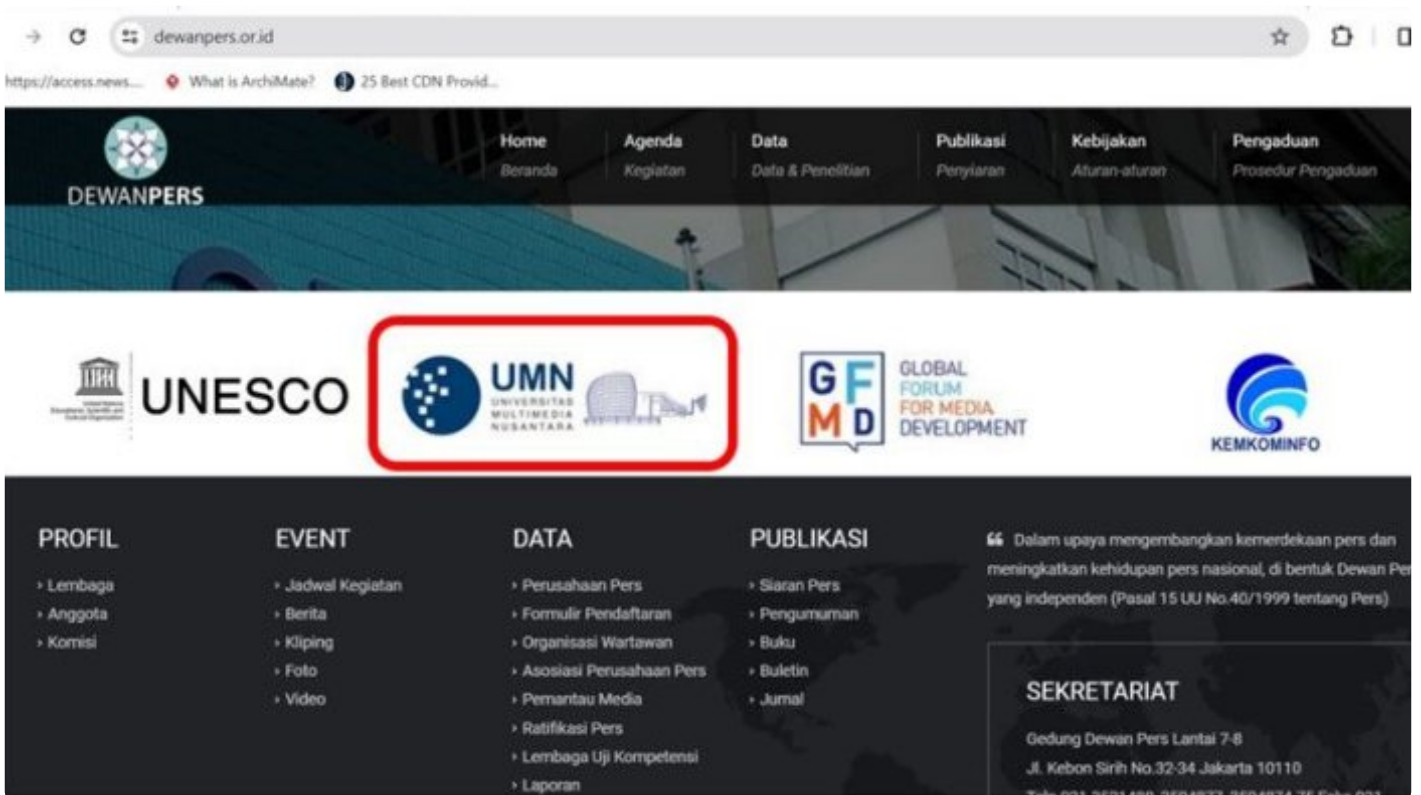 dewanpers.or.id
https://access.news.... What is ArchiMate? 25 Best CDN Provid...
DEWANPERS
Home Agenda Data Publikasi Kebijakan Pengaduan
Beranda Kegiatan Data & Penelitian Penyiaran Aturan-aturan Prosedur Pengaduan
UNESCO
UMN
UNIVERSITAS
MULTIMEDIA
NUSANTARA
GFMD
GLOBAL
FORUM
FOR MEDIA
DEVELOPMENT
KEMKOMINFO
PROFIL
› Lembaga
› Anggota
› Komisi
EVENT
› Jadwal Kegiatan
› Berita
› Kliping
› Foto
› Video
DATA
› Perusahaan Pers
› Formulir Pendaftaran
› Organisasi Wartawan
› Asosiasi Perusahaan Pers
› Pemantau Media
› Ratifikasi Pers
› Lembaga Uji Kompetensi
› Laporan
PUBLIKASI
› Siaran Pers
› Pengumuman
› Buku
› Buletin
› Jurnal
Dalam upaya mengembangkan kemerdekaan pers dan
meningkatkan kehidupan pers nasional, di bentuk Dewan Per
yang independen (Pasal 15 UU No.40/1999 tentang Pers)
SEKRETARIAT
Gedung Dewan Pers Lantai 7-8
Jl. Kebon Sirih No.32-34 Jakarta 10110